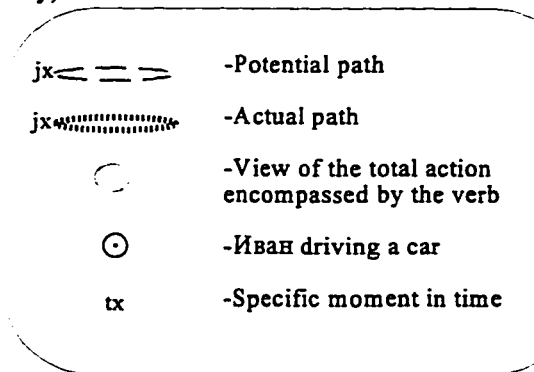 jx -Potential path
jx -Actual path
-View of the total action
encompassed by the verb
-Иван driving a car
tx -Specific moment in time